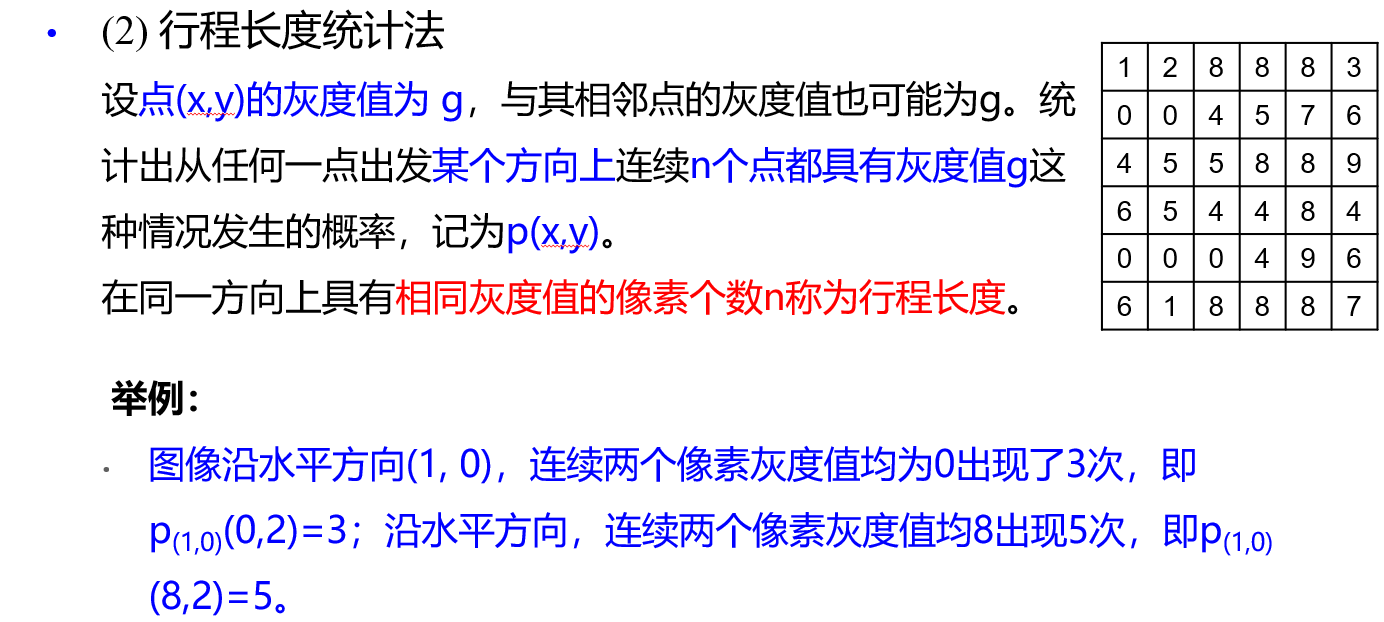 (2) 行程长度统计法
设点(x,y)的灰度值为 g，与其相邻点的灰度值也可能为g。统
计出从任何一点出发某个方向上连续n个点都具有灰度值g这
种情况发生的概率，记为p(x,y)。
在同一方向上具有相同灰度值的像素个数n称为行程长度。
1 2 8 8 8 3
0 0 4 5 7 6
4 5 5 8 8 9
6 5 4 4 8 4
0 0 0 4 9 6
6 1 8 8 8 7
举例：
图像沿水平方向(1, 0)，连续两个像素灰度值均为0出现了3次，即
p(1,0)(0,2)=3；沿水平方向，连续两个像素灰度值均8出现5次，即p(1,0)
(8,2)=5。